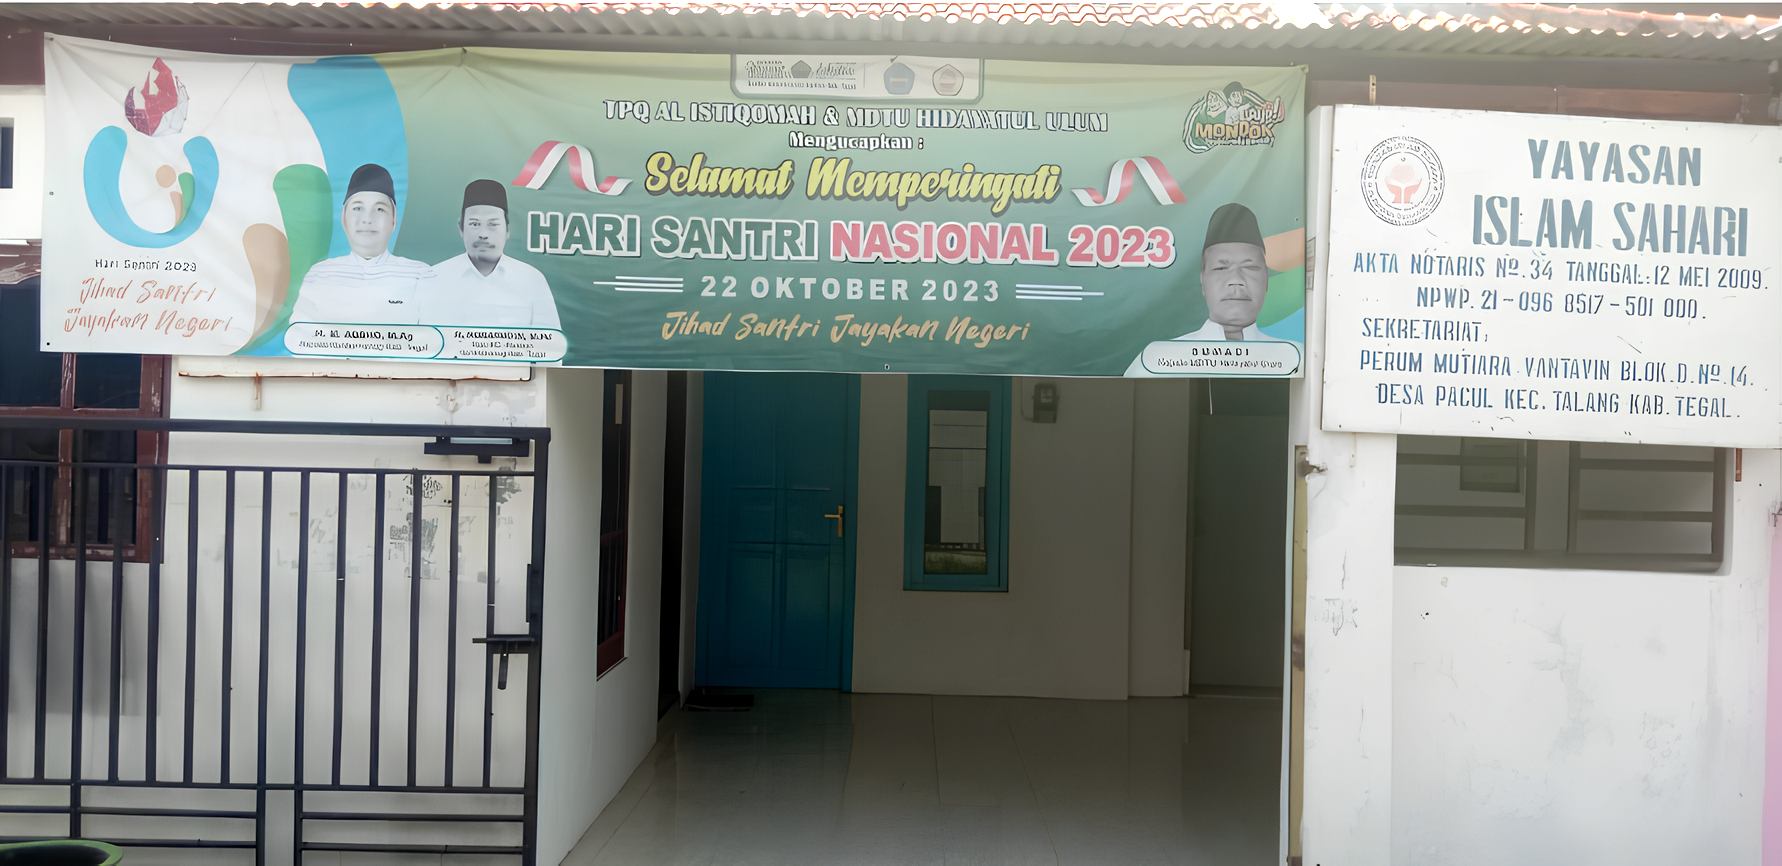 TPQ AL ISTIQOMAH & MDTU HIDAMATUL ULUM
Mengucapkan :
Selamat Memperingati
HARI SANTRI NASIONAL 2023
22 OKTOBER 2023
Jihad Santri Jayakan Negeri
Hari Santri 2023
Jihad Santri
Jayakan Negeri
MONDOK
YAYASAN
ISLAM SAHARI
AKTA NOTARIS Nº.34 TANGGAL:12 MEI 2009.
NPWP. 21-096 8517-501 000.
SEKRETARIAT;
PERUM MUTIARA VANTAVIN BLOK.D.Nº 14.
DESA PACUL KEC. TALANG KAB. TEGAL.